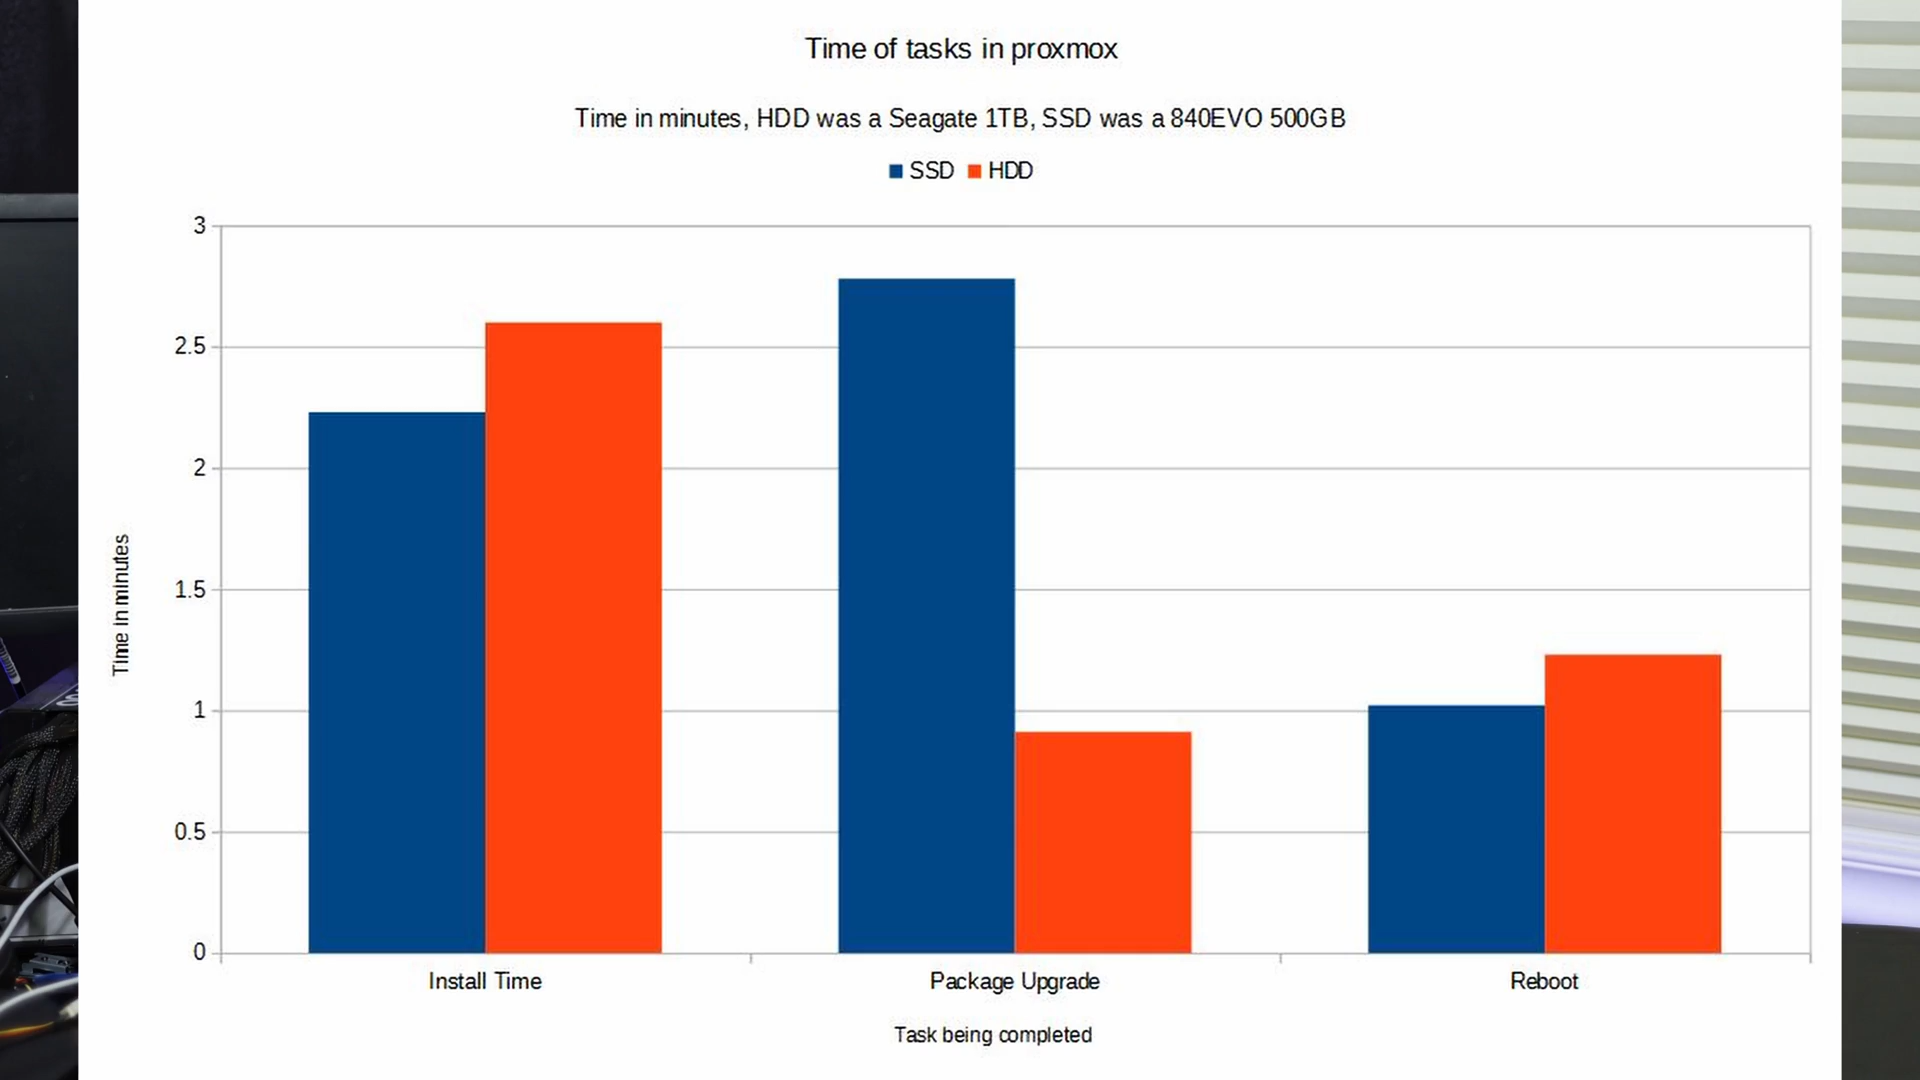 Time of tasks in proxmox
Time in minutes, HDD was a Seagate 1TB, SSD was a 840EVO 500GB
SSD HDD
3
2.5
2
1.5
1
0.5
0
Time in minutes
Install Time Package Upgrade Reboot
Task being completed